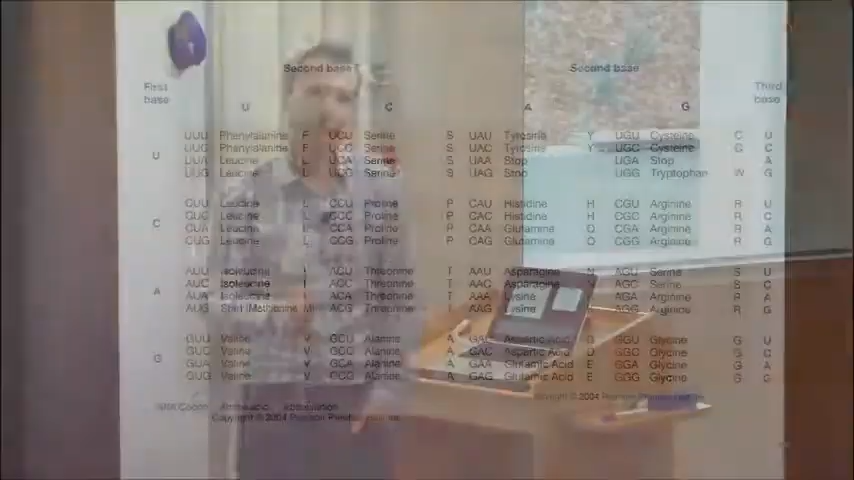 Second base Second base
First base Third base
U C A G
UUU Phenylalanine F UCU Serine S UAU Tyrosine Y UGU Cysteine C U
UUC Phenylalanine F UCC Serine S UAC Tyrosine Y UGC Cysteine C C
U UUA Leucine L UCA Serine S UAA Stop UGA Stop A
UUG Leucine L UCG Serine S UAG Stop UGG Tryptophan W G
CUU Leucine L CCU Proline P CAU Histidine H CGU Arginine R U
CUC Leucine L CCC Proline P CAC Histidine H CGC Arginine R C
C CUA Leucine L CCA Proline P CAA Glutamine Q CGA Arginine R A
CUG Leucine L CCG Proline P CAG Glutamine Q CGG Arginine R G
AUU Isoleucine I ACU Threonine T AAU Asparagine N AGU Serine S U
AUC Isoleucine I ACC Threonine T AAC Asparagine N AGC Serine S C
A AUA Isoleucine I ACA Threonine T AAA Lysine K AGA Arginine R A
AUG Start (Methionine) M ACG Threonine T AAG Lysine K AGG Arginine R G
GUU Valine V GCU Alanine A GAU Aspartic Acid D GGU Glycine G U
G GUC Valine V GCC Alanine A GAC Aspartic Acid D GGC Glycine G C
GUA Valine V GCA Alanine A GAA Glutamic Acid E GGA Glycine G A
GUG Valine V GCG Alanine A GAG Glutamic Acid E GGG Glycine G G
Amino acid Abbreviation
Copyright © 2004 Pearson
Copyright © 2004 Pearson